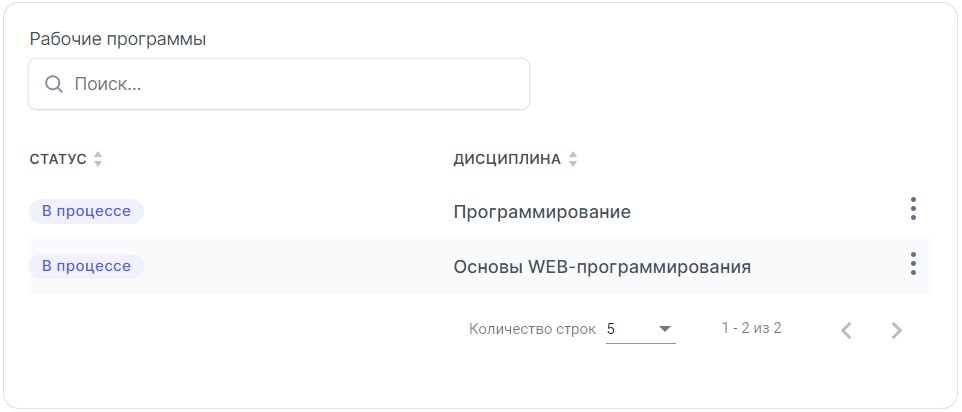 Рабочие программы
Поиск...
СТАТУС ДИСЦИПЛИНА
В процессе Программирование
В процессе Основы WEB-программирования
Количество строк 5 1 - 2 из 2